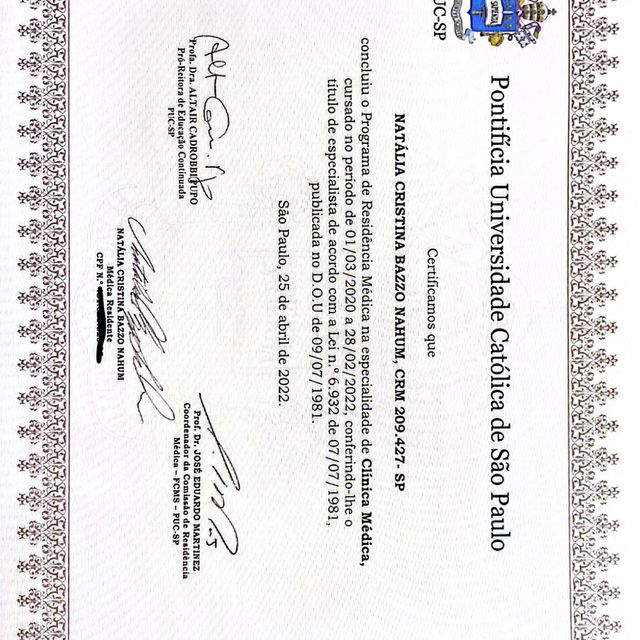 PUC-SP
Pontifícia Universidade Católica de São Paulo
Certificamos que
NATÁLIA CRISTINA BAZZO NAHUM, CRM 209.427- SP
concluiu o Programa de Residência Médica na especialidade de Clínica Médica,
cursado no período de 01/03/2020 a 28/02/2022, conferindo-lhe o
título de especialista de acordo com a Lei n.º 6.932 de 07/07/1981,
publicada no D.O.U de 09/07/1981.
São Paulo, 25 de abril de 2022.
Profa. Dra. ALTAIR CADROBBI PUPO
Pró-Reitora de Educação Continuada
PUC-SP
Prof. Dr. JOSÉ EDUARDO MARTINEZ
Coordenador da Comissão de Residência
Médica – FCMS – PUC-SP
NATÁLIA CRISTINA BAZZO NAHUM
Médica Residente
CPF N.º